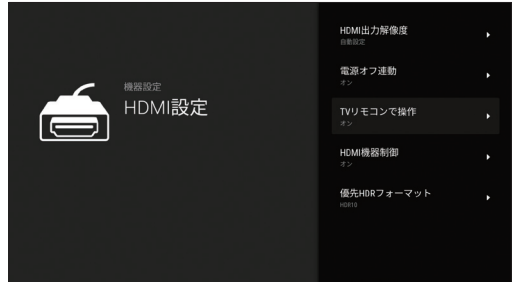 機器設定
HDMI設定
HDMI出力解像度
自動設定
電源オフ連動
オン
TVリモコンで操作
オン
HDMI機器制御
オン
優先HDRフォーマット
HDR10